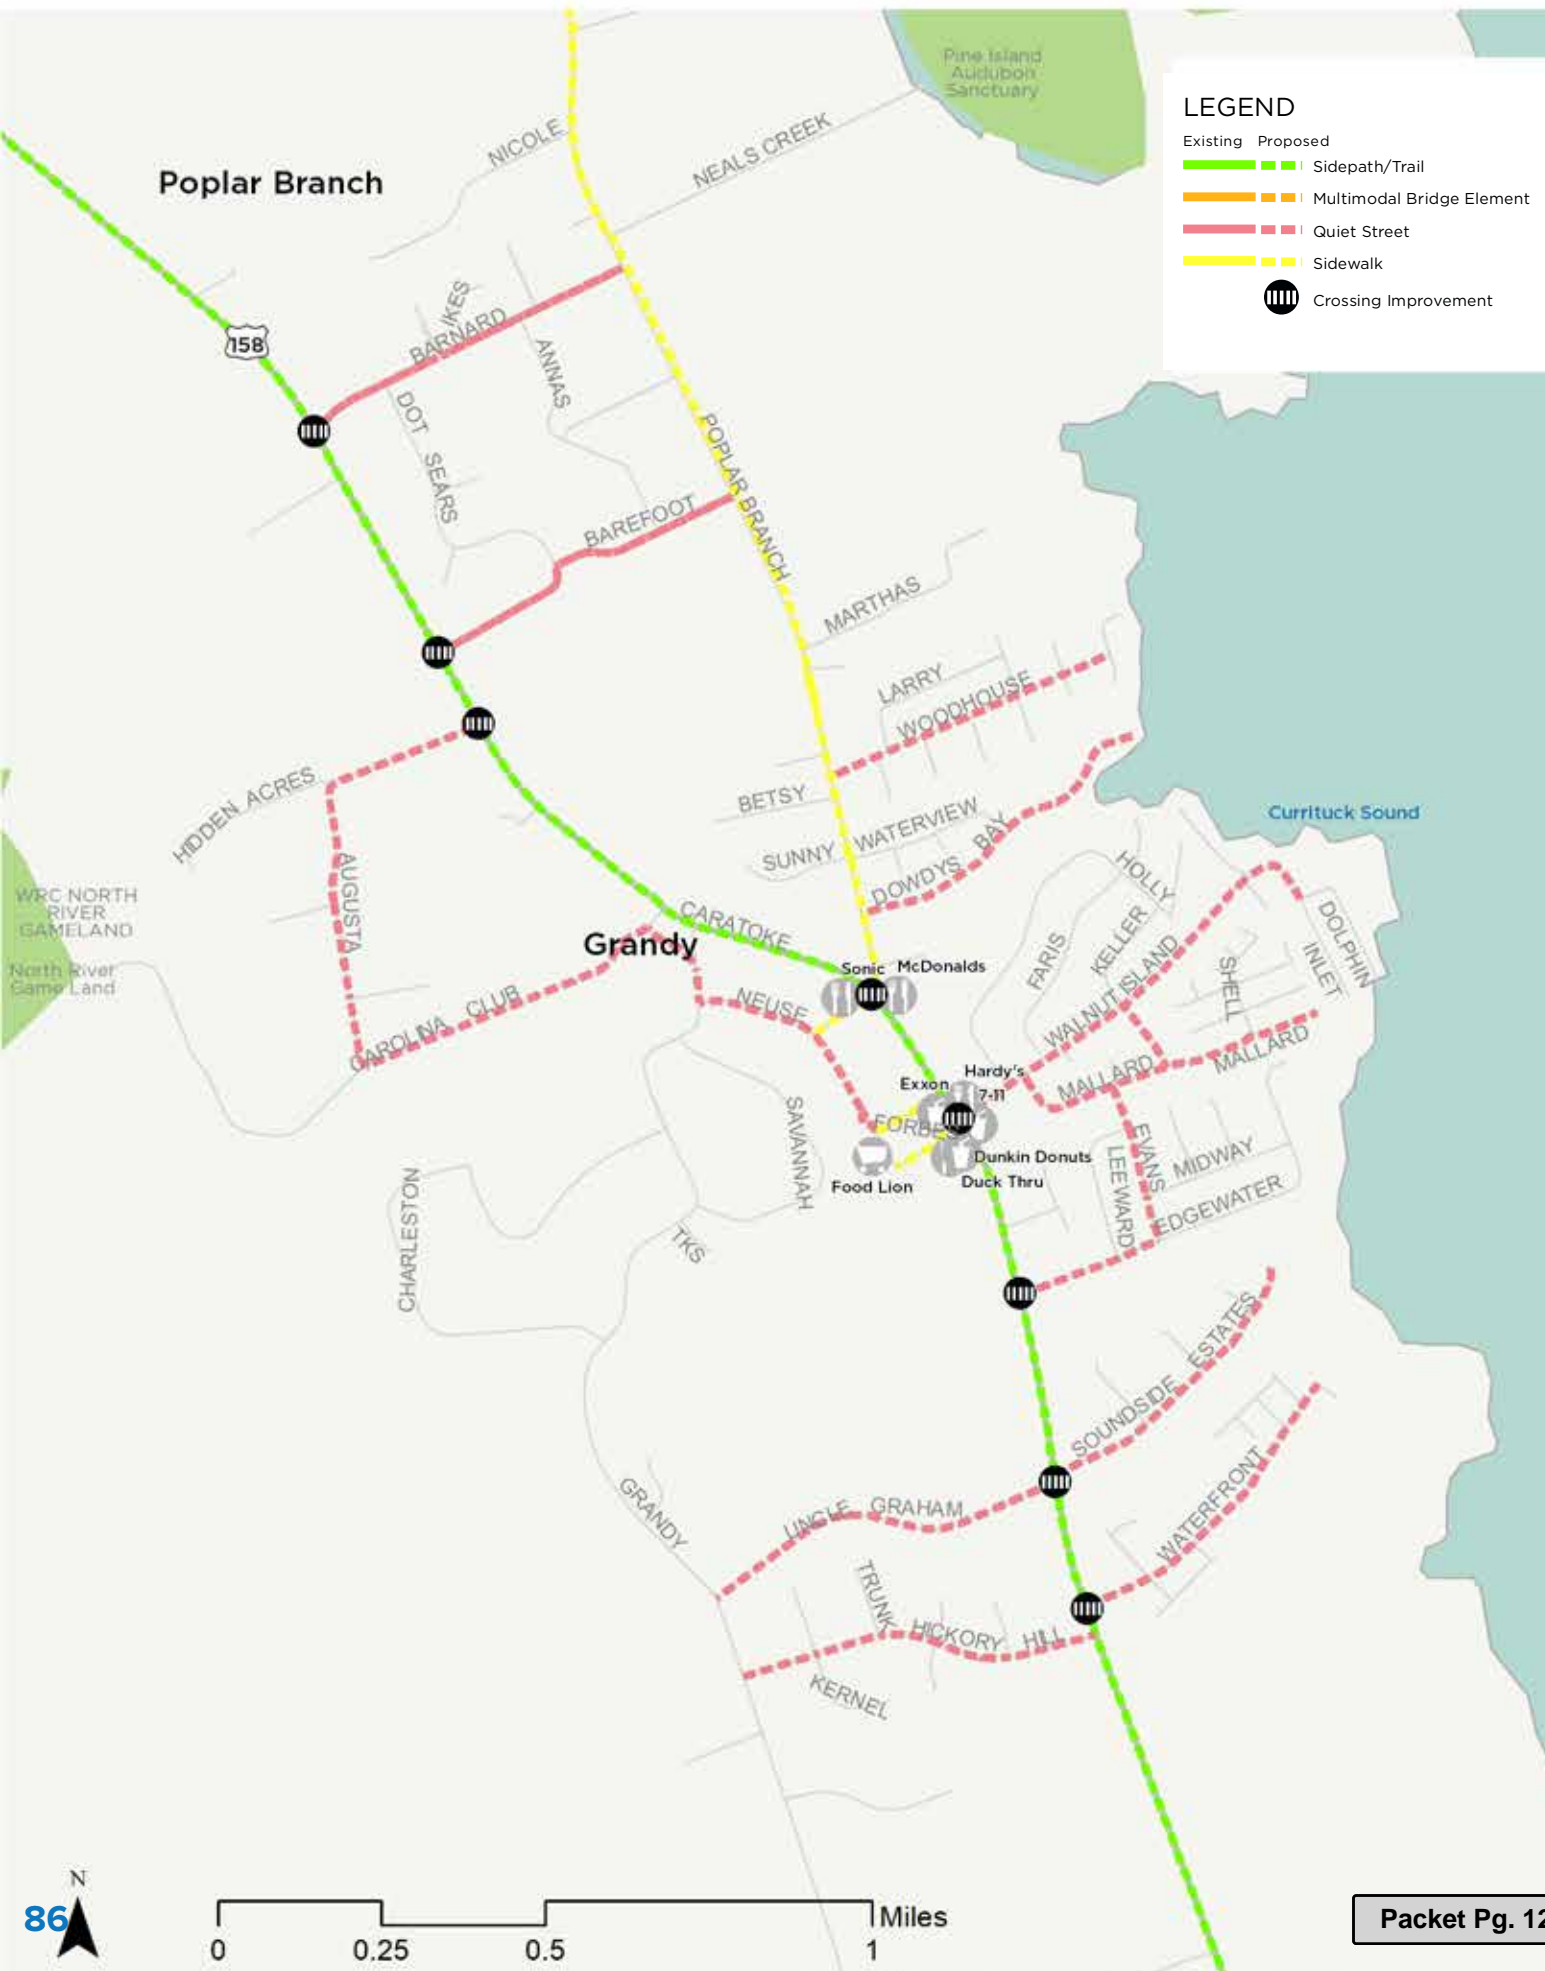 Pine Island
Audubon
Sanctuary
LEGEND
Existing Proposed
Sidepath/Trail
Multimodal Bridge Element
Quiet Street
Sidewalk
Crossing Improvement
NICOLE
NEALS CREEK
Poplar Branch
158
IKES
BARNARD
ANNAS
DOT
SEARS
POPLAR BRANCH
BAREFOOT
MARTHAS
LARRY
WOODHOUSE
HIDDEN ACRES
BETSY
SUNNY
WATERVIEW
DOWDYS BAY
Currituck Sound
AUGUSTA
WRC NORTH
RIVER
GAMELAND
North River
Game Land
CARATOKE
Grandy
HOLLY
KELLER
FARIS
WALNUT ISLAND
DOLPHIN
INLET
SHELL
Sonic
McDonalds
NEUSE
CAROLINA CLUB
Hardy's
Exxon
7-11
MALLARD
MALLARD
FORBES
SAVANNAH
EVANS
MIDWAY
LEEWARD
EDGEWATER
Dunkin Donuts
Duck Thru
Food Lion
CHARLESTON
TKS
SOUNDSIDE ESTATES
GRANDY
UNCLE GRAHAM
WATERFRONT
TRUNK
HICKORY HILL
KERNEL
N
86
Miles
0 0.25 0.5 1
Packet Pg. 12